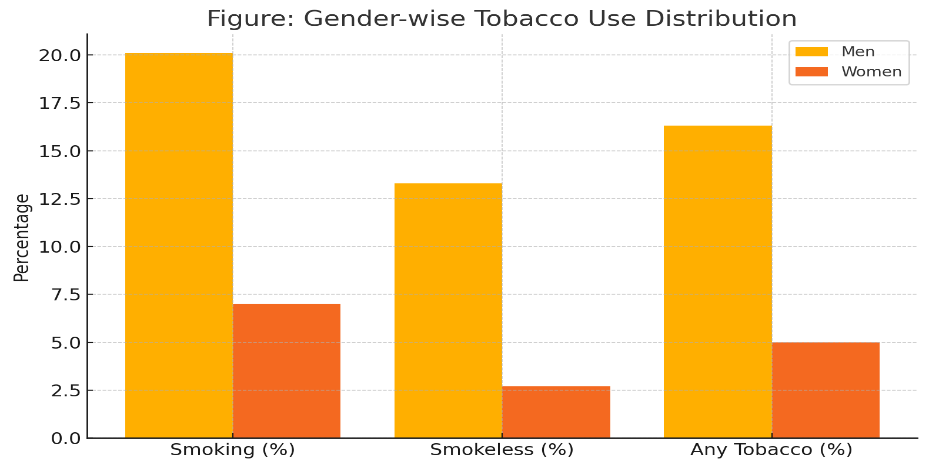 Figure: Gender-wise Tobacco Use Distribution
Men
Women
Percentage
20.0
17.5
15.0
12.5
10.0
7.5
5.0
2.5
0.0
Smoking (%)
Smokeless (%)
Any Tobacco (%)